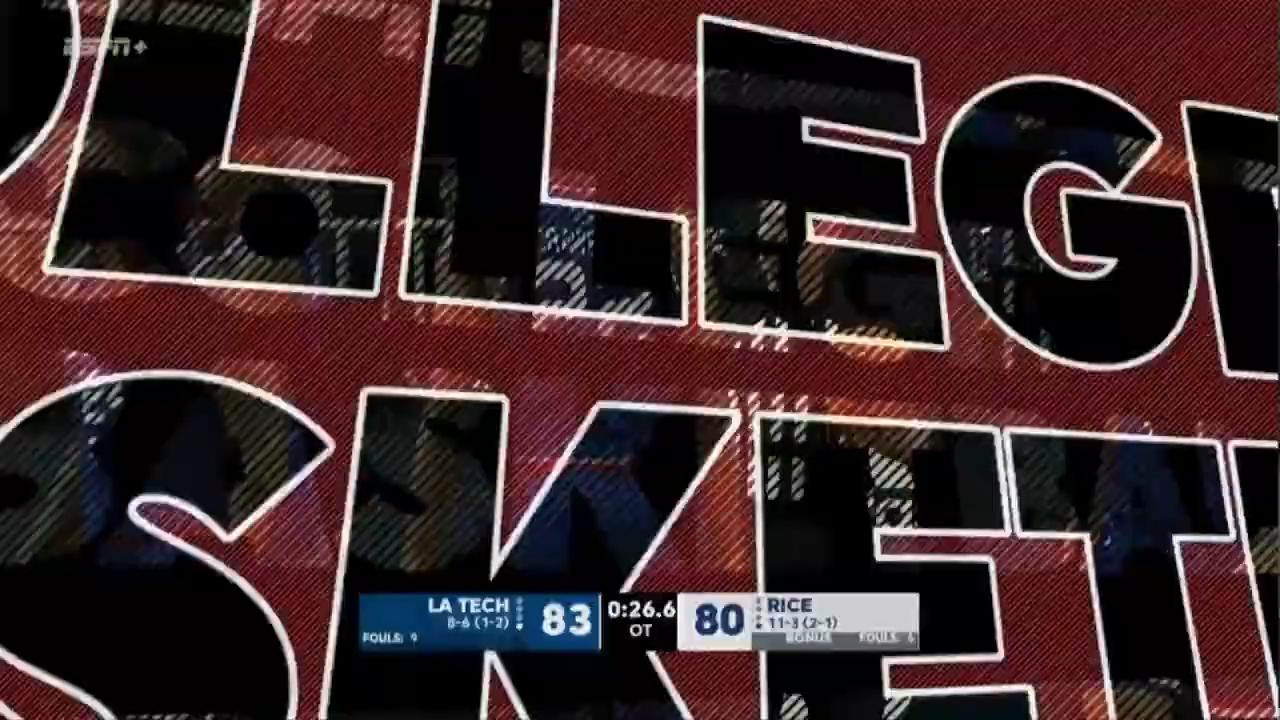 ESPN+
OLLEGE
SKET
LA TECH
8-6 (1-2)
FOULS: 9
83
0:26.6
OT
80
RICE
11-3 (2-1)
BONUS FOULS: 6